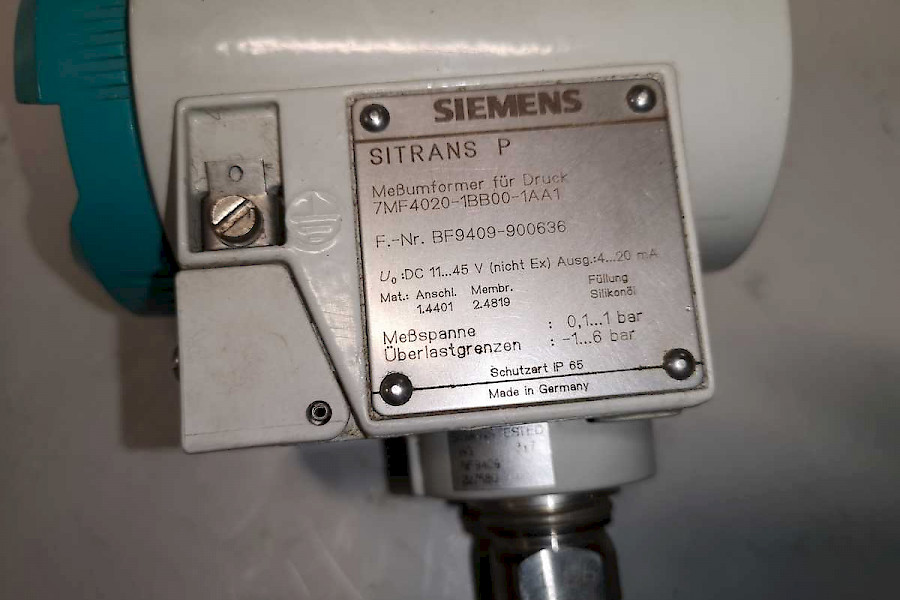 SIEMENS
SITRANS P
Meßumformer für Druck
7MF4020-1BB00-1AA1
F.-Nr. BF9409-900636
U₀ :DC 11...45 V (nicht Ex) Ausg.:4...20 mA
Mat.: Anschl. Membr. Füllung
1.4401 2.4819 Silikonöl
Meßspanne : 0,1...1 bar
Überlastgrenzen : -1...6 bar
Schutzart IP 65
Made in Germany
BF9409